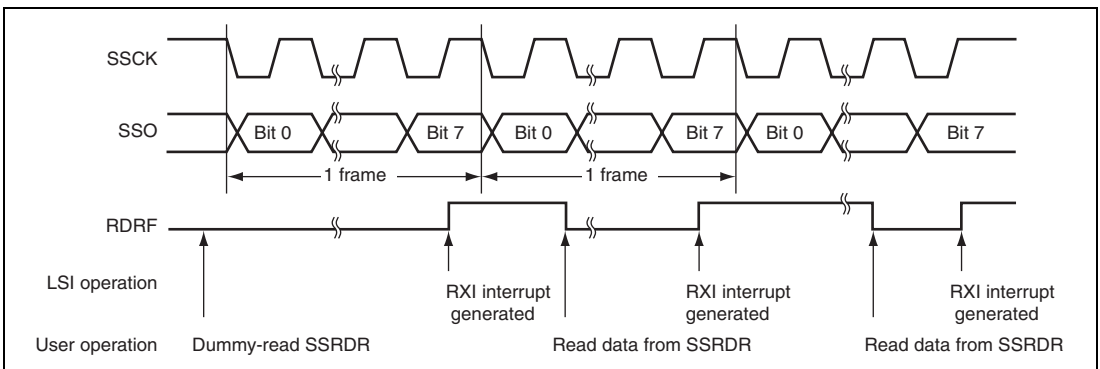 SSCK
SSO
Bit 0
Bit 7
Bit 0
Bit 7
Bit 0
Bit 7
1 frame
1 frame
RDRF
LSI operation
RXI interrupt
generated
RXI interrupt
generated
RXI interrupt
generated
User operation
Dummy-read SSRDR
Read data from SSRDR
Read data from SSRDR